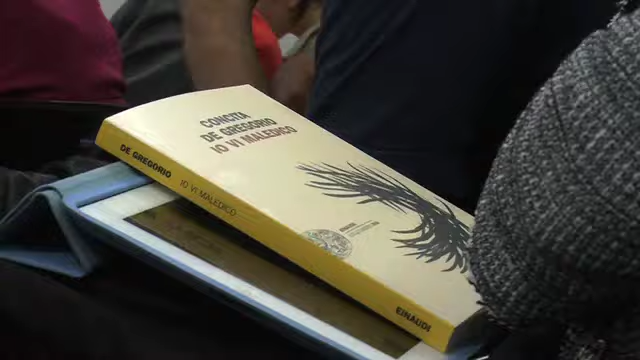 CONCITA
DE GREGORIO
IO VI MALEDICO
DE GREGORIO IO VI MALEDICO
EINAUDI